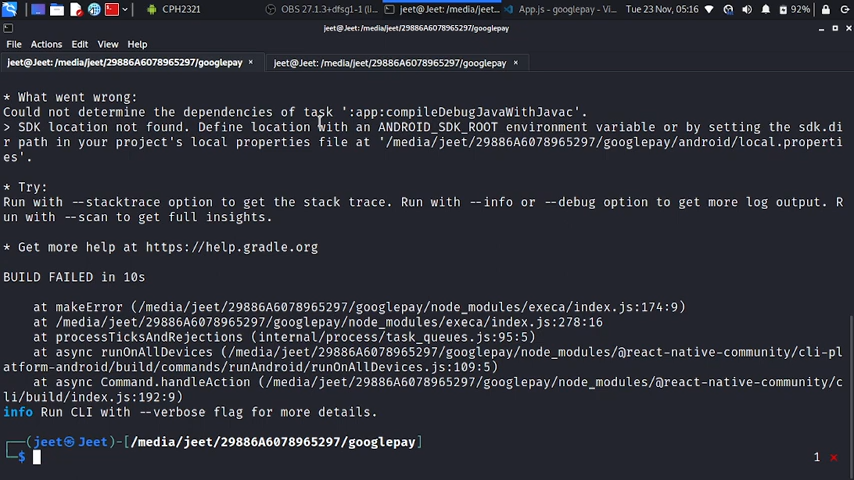 CPH2321
OBS 27.1.3+dfsg1-1 (li...
jeet@Jeet: /media/jeet...
App.js - googlepay - Vi...
Tue 23 Nov, 05:16
92%
jeet@Jeet: /media/jeet/29886A6078965297/googlepay
File Actions Edit View Help
jeet@Jeet: /media/jeet/29886A6078965297/googlepay ×
jeet@Jeet: /media/jeet/29886A6078965297/googlepay ×
* What went wrong:
Could not determine the dependencies of task ':app:compileDebugJavaWithJavac'.
> SDK location not found. Define location with an ANDROID_SDK_ROOT environment variable or by setting the sdk.di
r path in your project's local properties file at '/media/jeet/29886A6078965297/googlepay/android/local.properti
es'.
* Try:
Run with --stacktrace option to get the stack trace. Run with --info or --debug option to get more log output. R
un with --scan to get full insights.
* Get more help at https://help.gradle.org
BUILD FAILED in 10s
at makeError (/media/jeet/29886A6078965297/googlepay/node_modules/execa/index.js:174:9)
at /media/jeet/29886A6078965297/googlepay/node_modules/execa/index.js:278:16
at processTicksAndRejections (internal/process/task_queues.js:95:5)
at async runOnAllDevices (/media/jeet/29886A6078965297/googlepay/node_modules/@react-native-community/cli-pl
atform-android/build/commands/runAndroid/runOnAllDevices.js:109:5)
at async Command.handleAction (/media/jeet/29886A6078965297/googlepay/node_modules/@react-native-community/c
li/build/index.js:192:9)
info Run CLI with --verbose flag for more details.
(jeet㉿Jeet)-[/media/jeet/29886A6078965297/googlepay]
$
1 ×